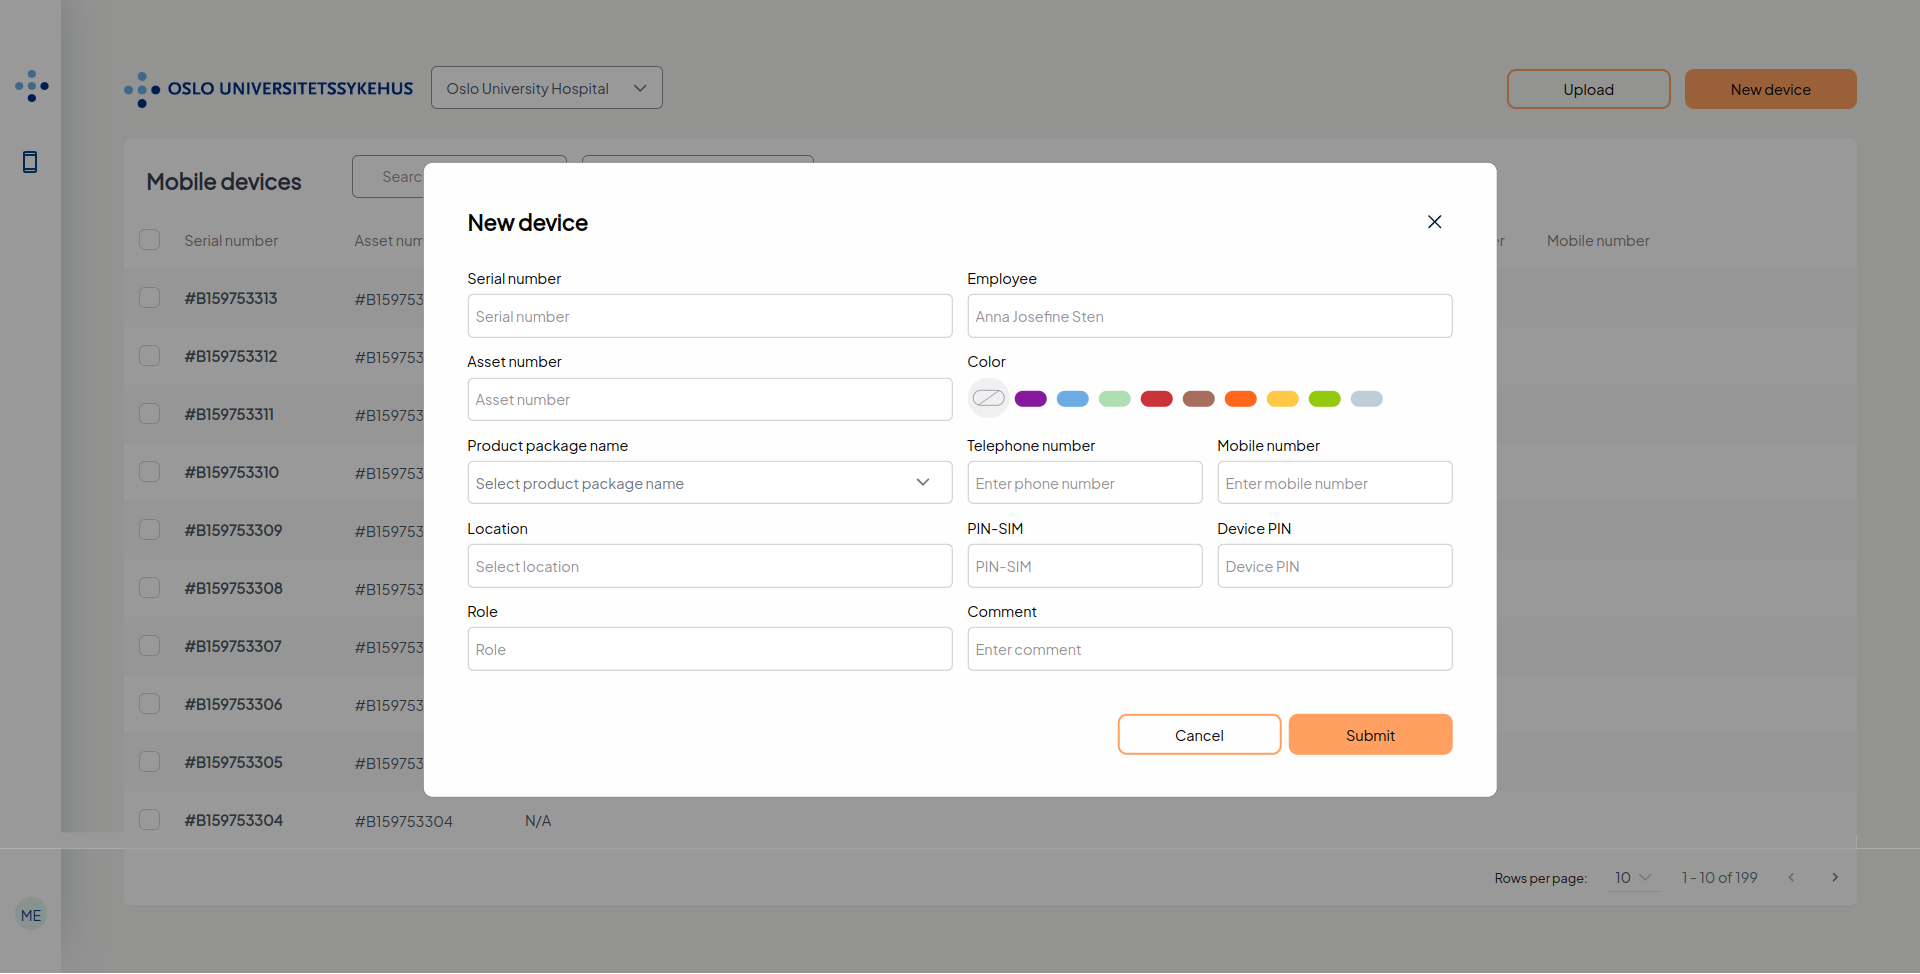 OSLO UNIVERSITETSSYKEHUS
Oslo University Hospital
Upload
New device
Mobile devices
Searc
Serial number
Asset num
Mobile number
#B159753313
#B159753
#B159753312
#B159753
#B159753311
#B159753
#B159753310
#B159753
#B159753309
#B159753
#B159753308
#B159753
#B159753307
#B159753
#B159753306
#B159753
#B159753305
#B159753
#B159753304
#B159753304
N/A
New device
Serial number
Serial number
Employee
Anna Josefine Sten
Asset number
Asset number
Color
Product package name
Select product package name
Telephone number
Enter phone number
Mobile number
Enter mobile number
Location
Select location
PIN-SIM
PIN-SIM
Device PIN
Device PIN
Role
Role
Comment
Enter comment
Cancel
Submit
Rows per page:
10
1 - 10 of 199
ME